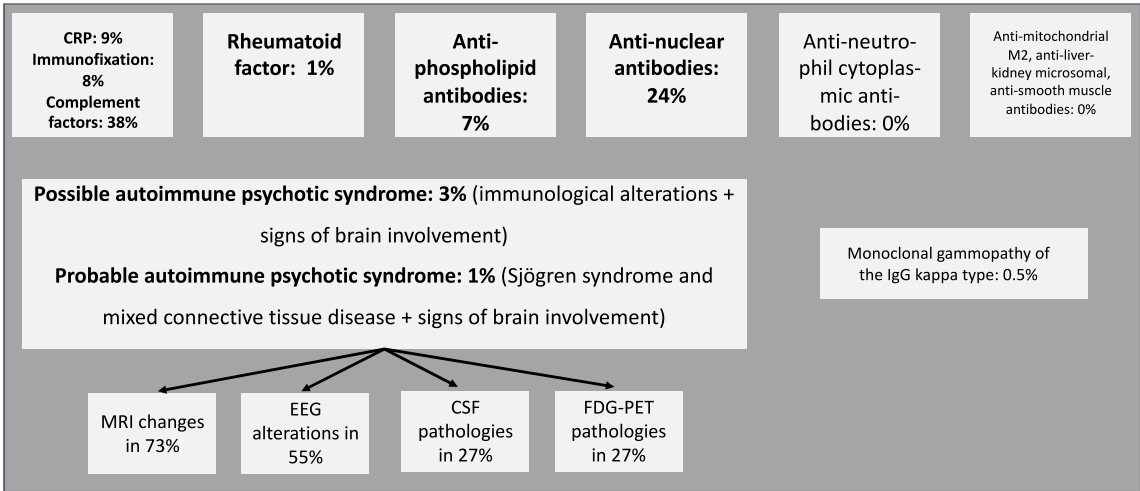 CRP: 9%
Immunofixation:
8%
Complement
factors: 38%
Rheumatoid
factor:  1%
Anti-
phospholipid
antibodies:
7%
Anti-nuclear
antibodies:
24%
Anti-neutro-
phil cytoplas-
mic anti-
bodies: 0%
Anti-mitochondrial
M2, anti-liver-
kidney microsomal,
anti-smooth muscle
antibodies: 0%
Possible autoimmune psychotic syndrome: 3% (immunological alterations +
signs of brain involvement)
Probable autoimmune psychotic syndrome: 1% (Sjögren syndrome and
mixed connective tissue disease + signs of brain involvement)
Monoclonal gammopathy of
the IgG kappa type: 0.5%
MRI changes
in 73%
EEG
alterations in
55%
CSF
pathologies
in 27%
FDG-PET
pathologies
in 27%